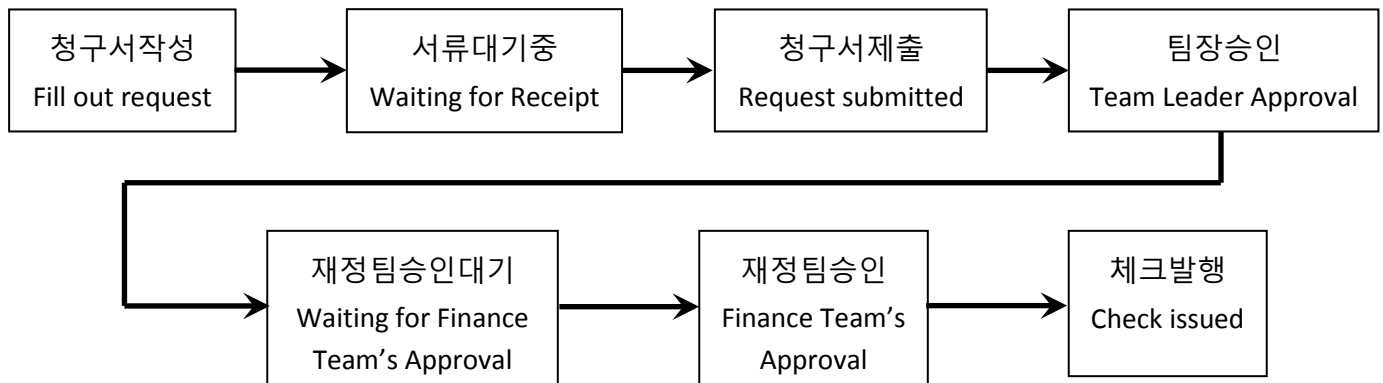 청구서작성
Fill out request
서류대기중
Waiting for Receipt
청구서제출
Request submitted
팀장승인
Team Leader Approval
재정팀승인대기
Waiting for Finance
Team’s Approval
재정팀승인
Finance Team’s
Approval
체크발행
Check issued